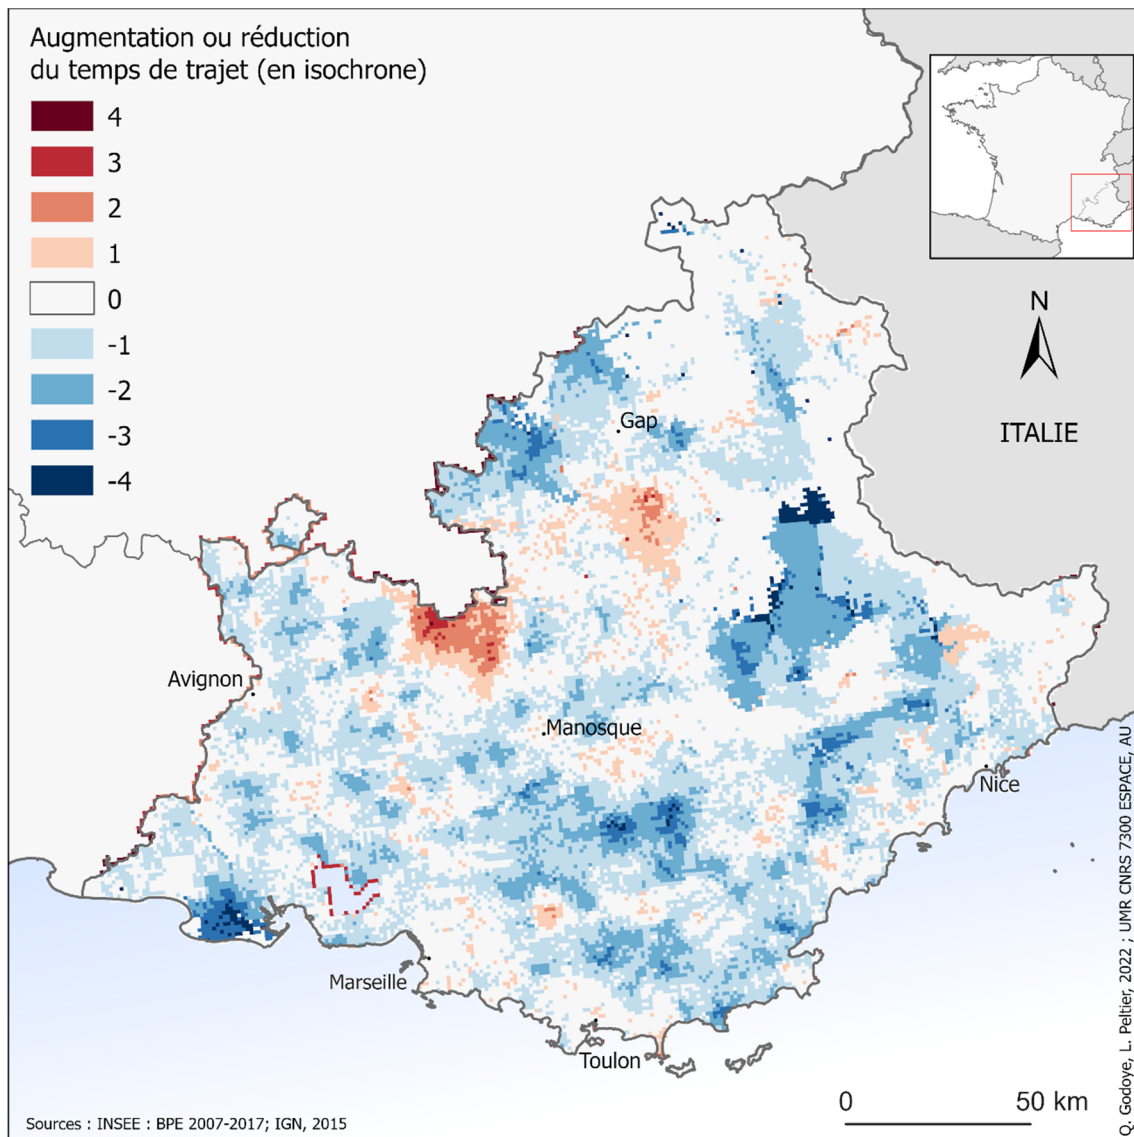 Augmentation ou réduction
du temps de trajet (en isochrone)
4
3
2
1
0
-1
-2
-3
-4
N
ITALIE
Gap
Avignon
Manosque
Nice
Marseille
Toulon
0 50 km
Sources : INSEE : BPE 2007-2017; IGN, 2015
Q. Godoye, L. Peltier, 2022 ; UMR CNRS 7300 ESPACE, AU